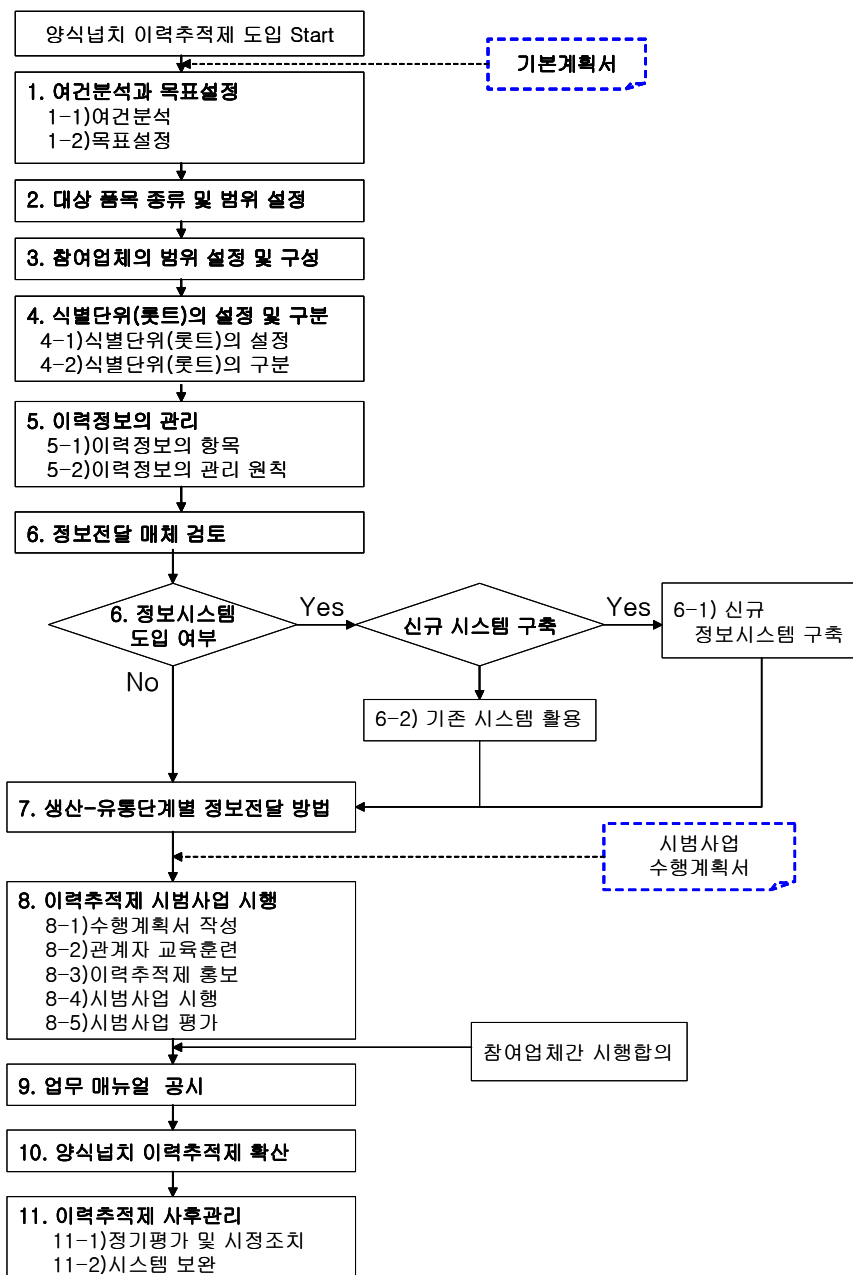 양식넙치 이력추적제 도입 Start
기본계획서
1. 여건분석과 목표설정
1-1)여건분석
1-2)목표설정
2. 대상 품목 종류 및 범위 설정
3. 참여업체의 범위 설정 및 구성
4. 식별단위(롯트)의 설정 및 구분
4-1)식별단위(롯트)의 설정
4-2)식별단위(롯트)의 구분
5. 이력정보의 관리
5-1)이력정보의 항목
5-2)이력정보의 관리 원칙
6. 정보전달 매체 검토
6. 정보시스템
도입 여부
Yes
신규 시스템 구축
Yes
6-1) 신규
정보시스템 구축
No
6-2) 기존 시스템 활용
7. 생산-유통단계별 정보전달 방법
시범사업
수행계획서
8. 이력추적제 시범사업 시행
8-1)수행계획서 작성
8-2)관계자 교육훈련
8-3)이력추적제 홍보
8-4)시범사업 시행
8-5)시범사업 평가
참여업체간 시행합의
9. 업무 매뉴얼 공시
10. 양식넙치 이력추적제 확산
11. 이력추적제 사후관리
11-1)정기평가 및 시정조치
11-2)시스템 보완